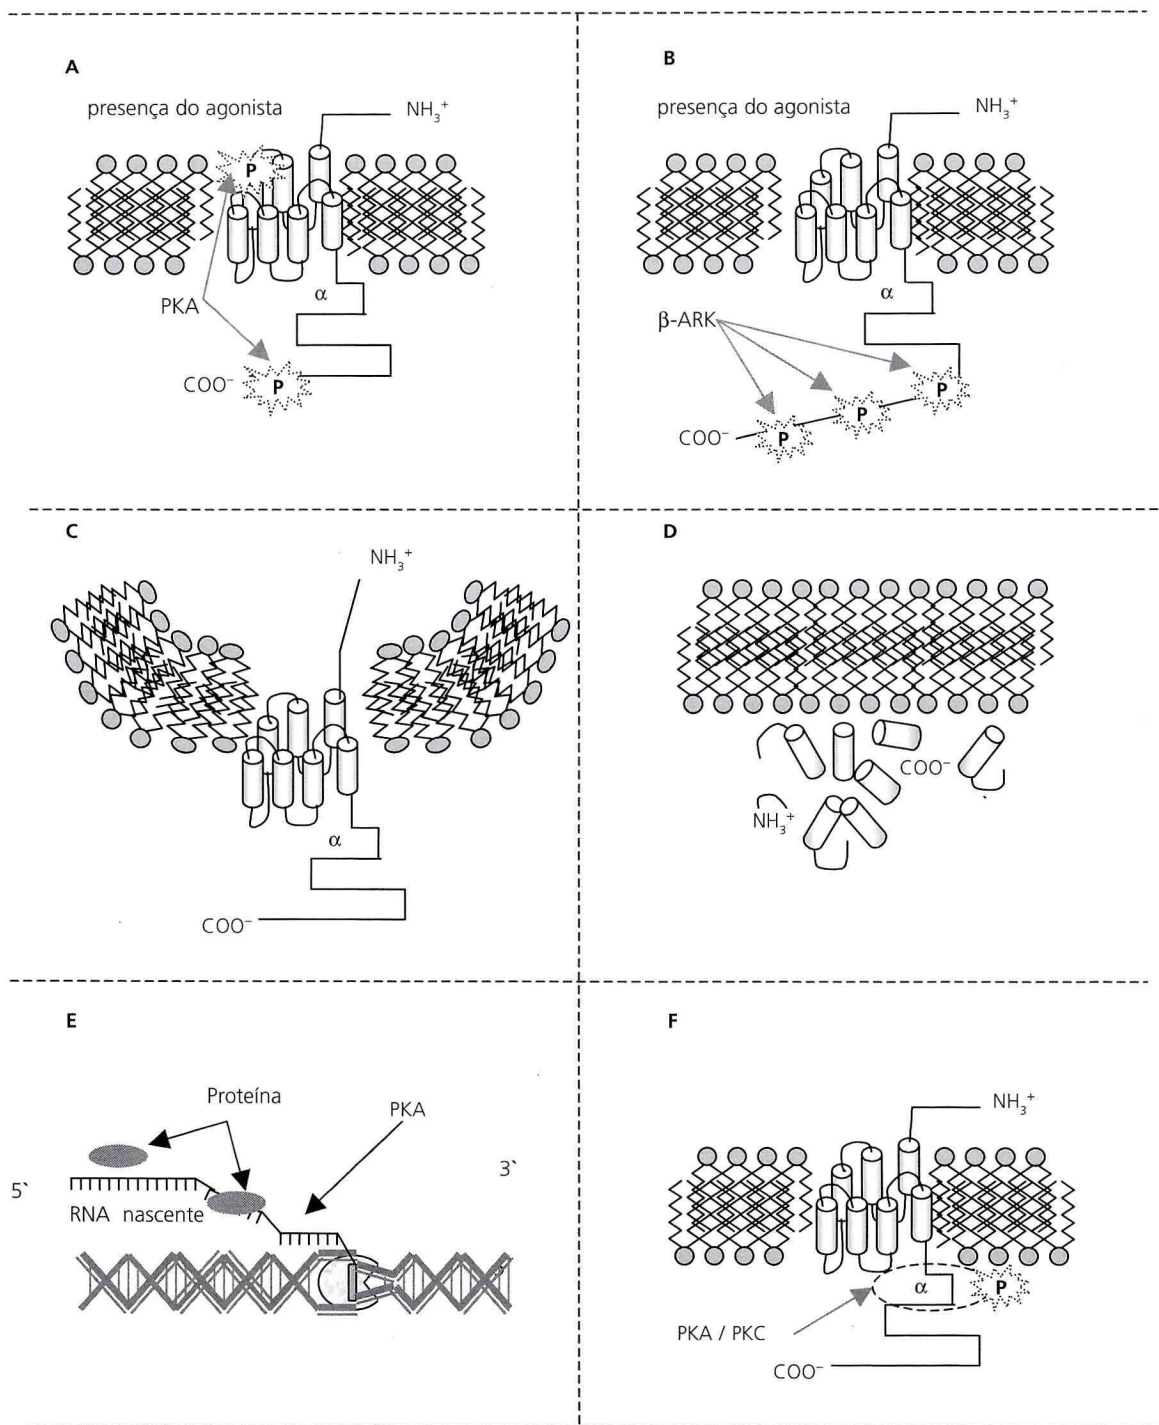 A
presença do agonista
NH₃⁺
P
PKA
α
COO⁻
P
B
presença do agonista
NH₃⁺
α
β-ARK
P
P
P
COO⁻
C
NH₃⁺
α
COO⁻
D
COO⁻
NH₃⁺
E
Proteína
PKA
5`
3`
RNA nascente
F
NH₃⁺
α
P
PKA / PKC
COO⁻